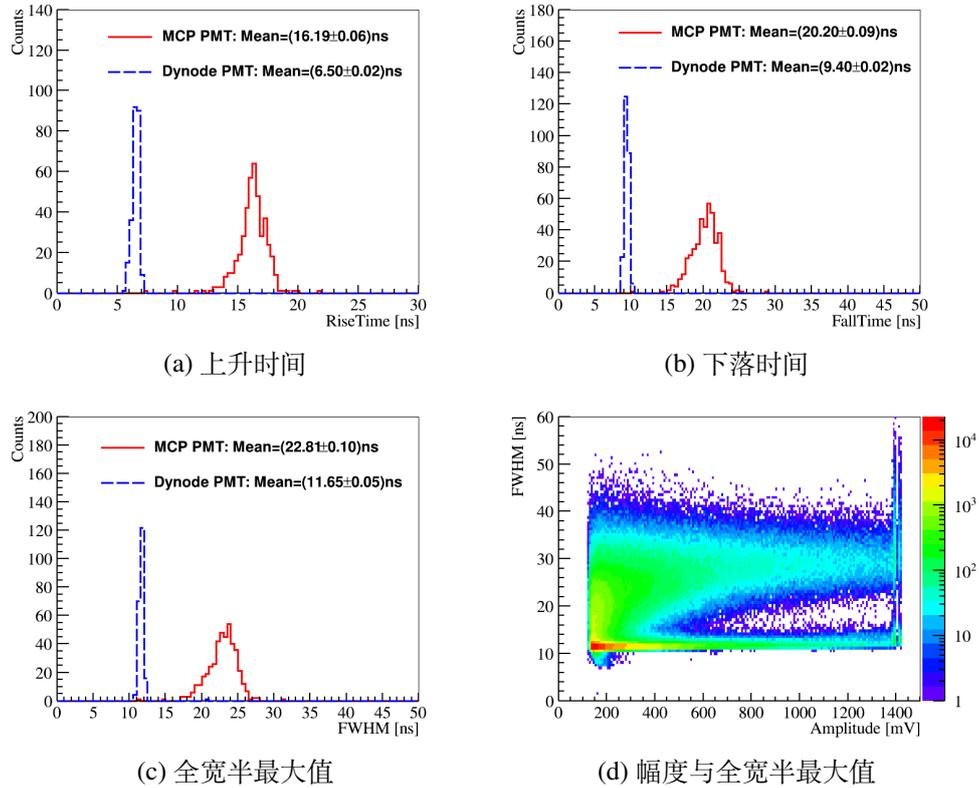 Counts
140
120
100
80
60
40
20
0
MCP PMT: Mean=(16.19±0.06)ns
Dynode PMT: Mean=(6.50±0.02)ns
0 5 10 15 20 25 30
RiseTime [ns]
(a) 上升时间
Counts
180
160
140
120
100
80
60
40
20
0
MCP PMT: Mean=(20.20±0.09)ns
Dynode PMT: Mean=(9.40±0.02)ns
0 5 10 15 20 25 30 35 40 45 50
FallTime [ns]
(b) 下落时间
Counts
200
180
160
140
120
100
80
60
40
20
0
MCP PMT: Mean=(22.81±0.10)ns
Dynode PMT: Mean=(11.65±0.05)ns
0 5 10 15 20 25 30 35 40 45 50
FWHM [ns]
(c) 全宽半最大值
FWHM [ns]
60
50
40
30
20
10
0
0 200 400 600 800 1000 1200 1400
Amplitude [mV]
10⁴
10³
10²
10
1
(d) 幅度与全宽半最大值